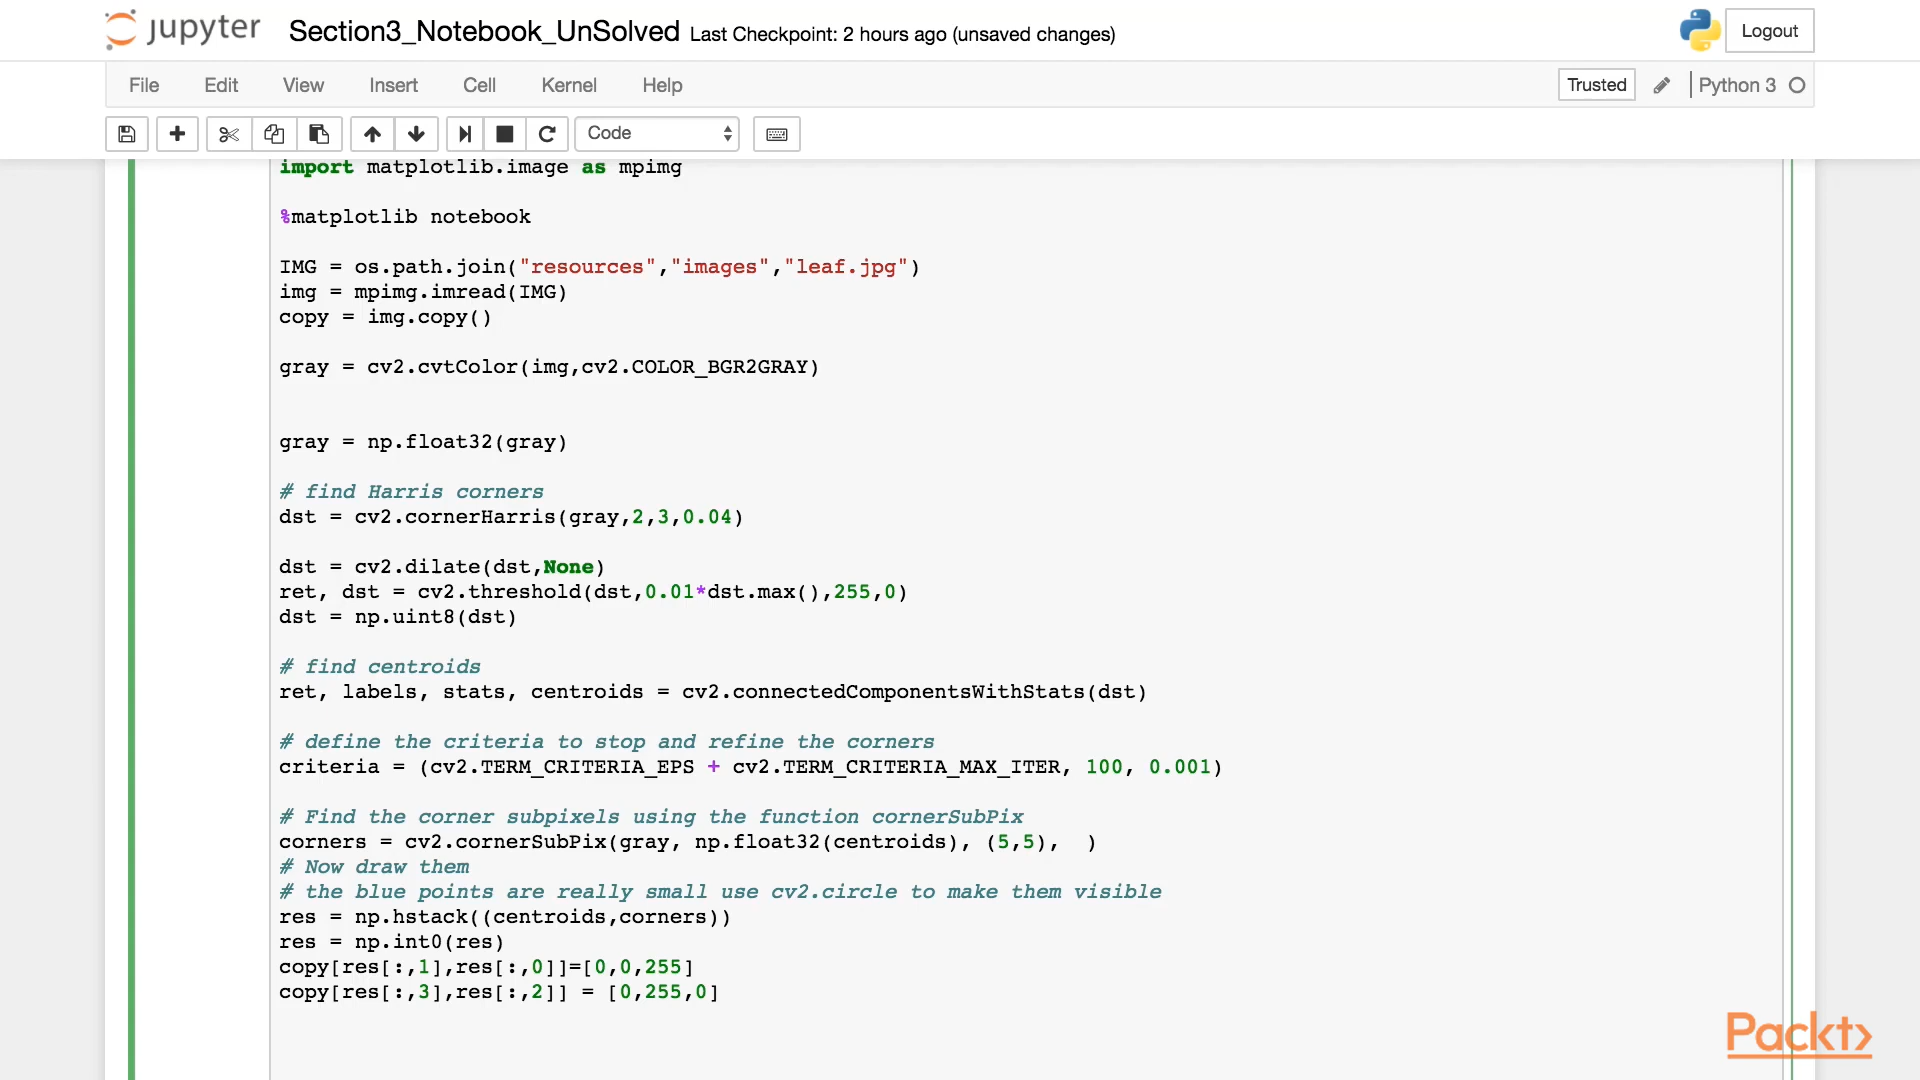 jupyter Section3_Notebook_UnSolved Last Checkpoint: 2 hours ago (unsaved changes) Logout
File Edit View Insert Cell Kernel Help Trusted Python 3
Code
import matplotlib.image as mpimg
%matplotlib notebook
IMG = os.path.join("resources","images","leaf.jpg")
img = mpimg.imread(IMG)
copy = img.copy()
gray = cv2.cvtColor(img,cv2.COLOR_BGR2GRAY)
gray = np.float32(gray)
# find Harris corners
dst = cv2.cornerHarris(gray,2,3,0.04)
dst = cv2.dilate(dst,None)
ret, dst = cv2.threshold(dst,0.01*dst.max(),255,0)
dst = np.uint8(dst)
# find centroids
ret, labels, stats, centroids = cv2.connectedComponentsWithStats(dst)
# define the criteria to stop and refine the corners
criteria = (cv2.TERM_CRITERIA_EPS + cv2.TERM_CRITERIA_MAX_ITER, 100, 0.001)
# Find the corner subpixels using the function cornerSubPix
corners = cv2.cornerSubPix(gray, np.float32(centroids), (5,5),  )
# Now draw them
# the blue points are really small use cv2.circle to make them visible
res = np.hstack((centroids,corners))
res = np.int0(res)
copy[res[:,1],res[:,0]]=[0,0,255]
copy[res[:,3],res[:,2]] = [0,255,0]
Packt>